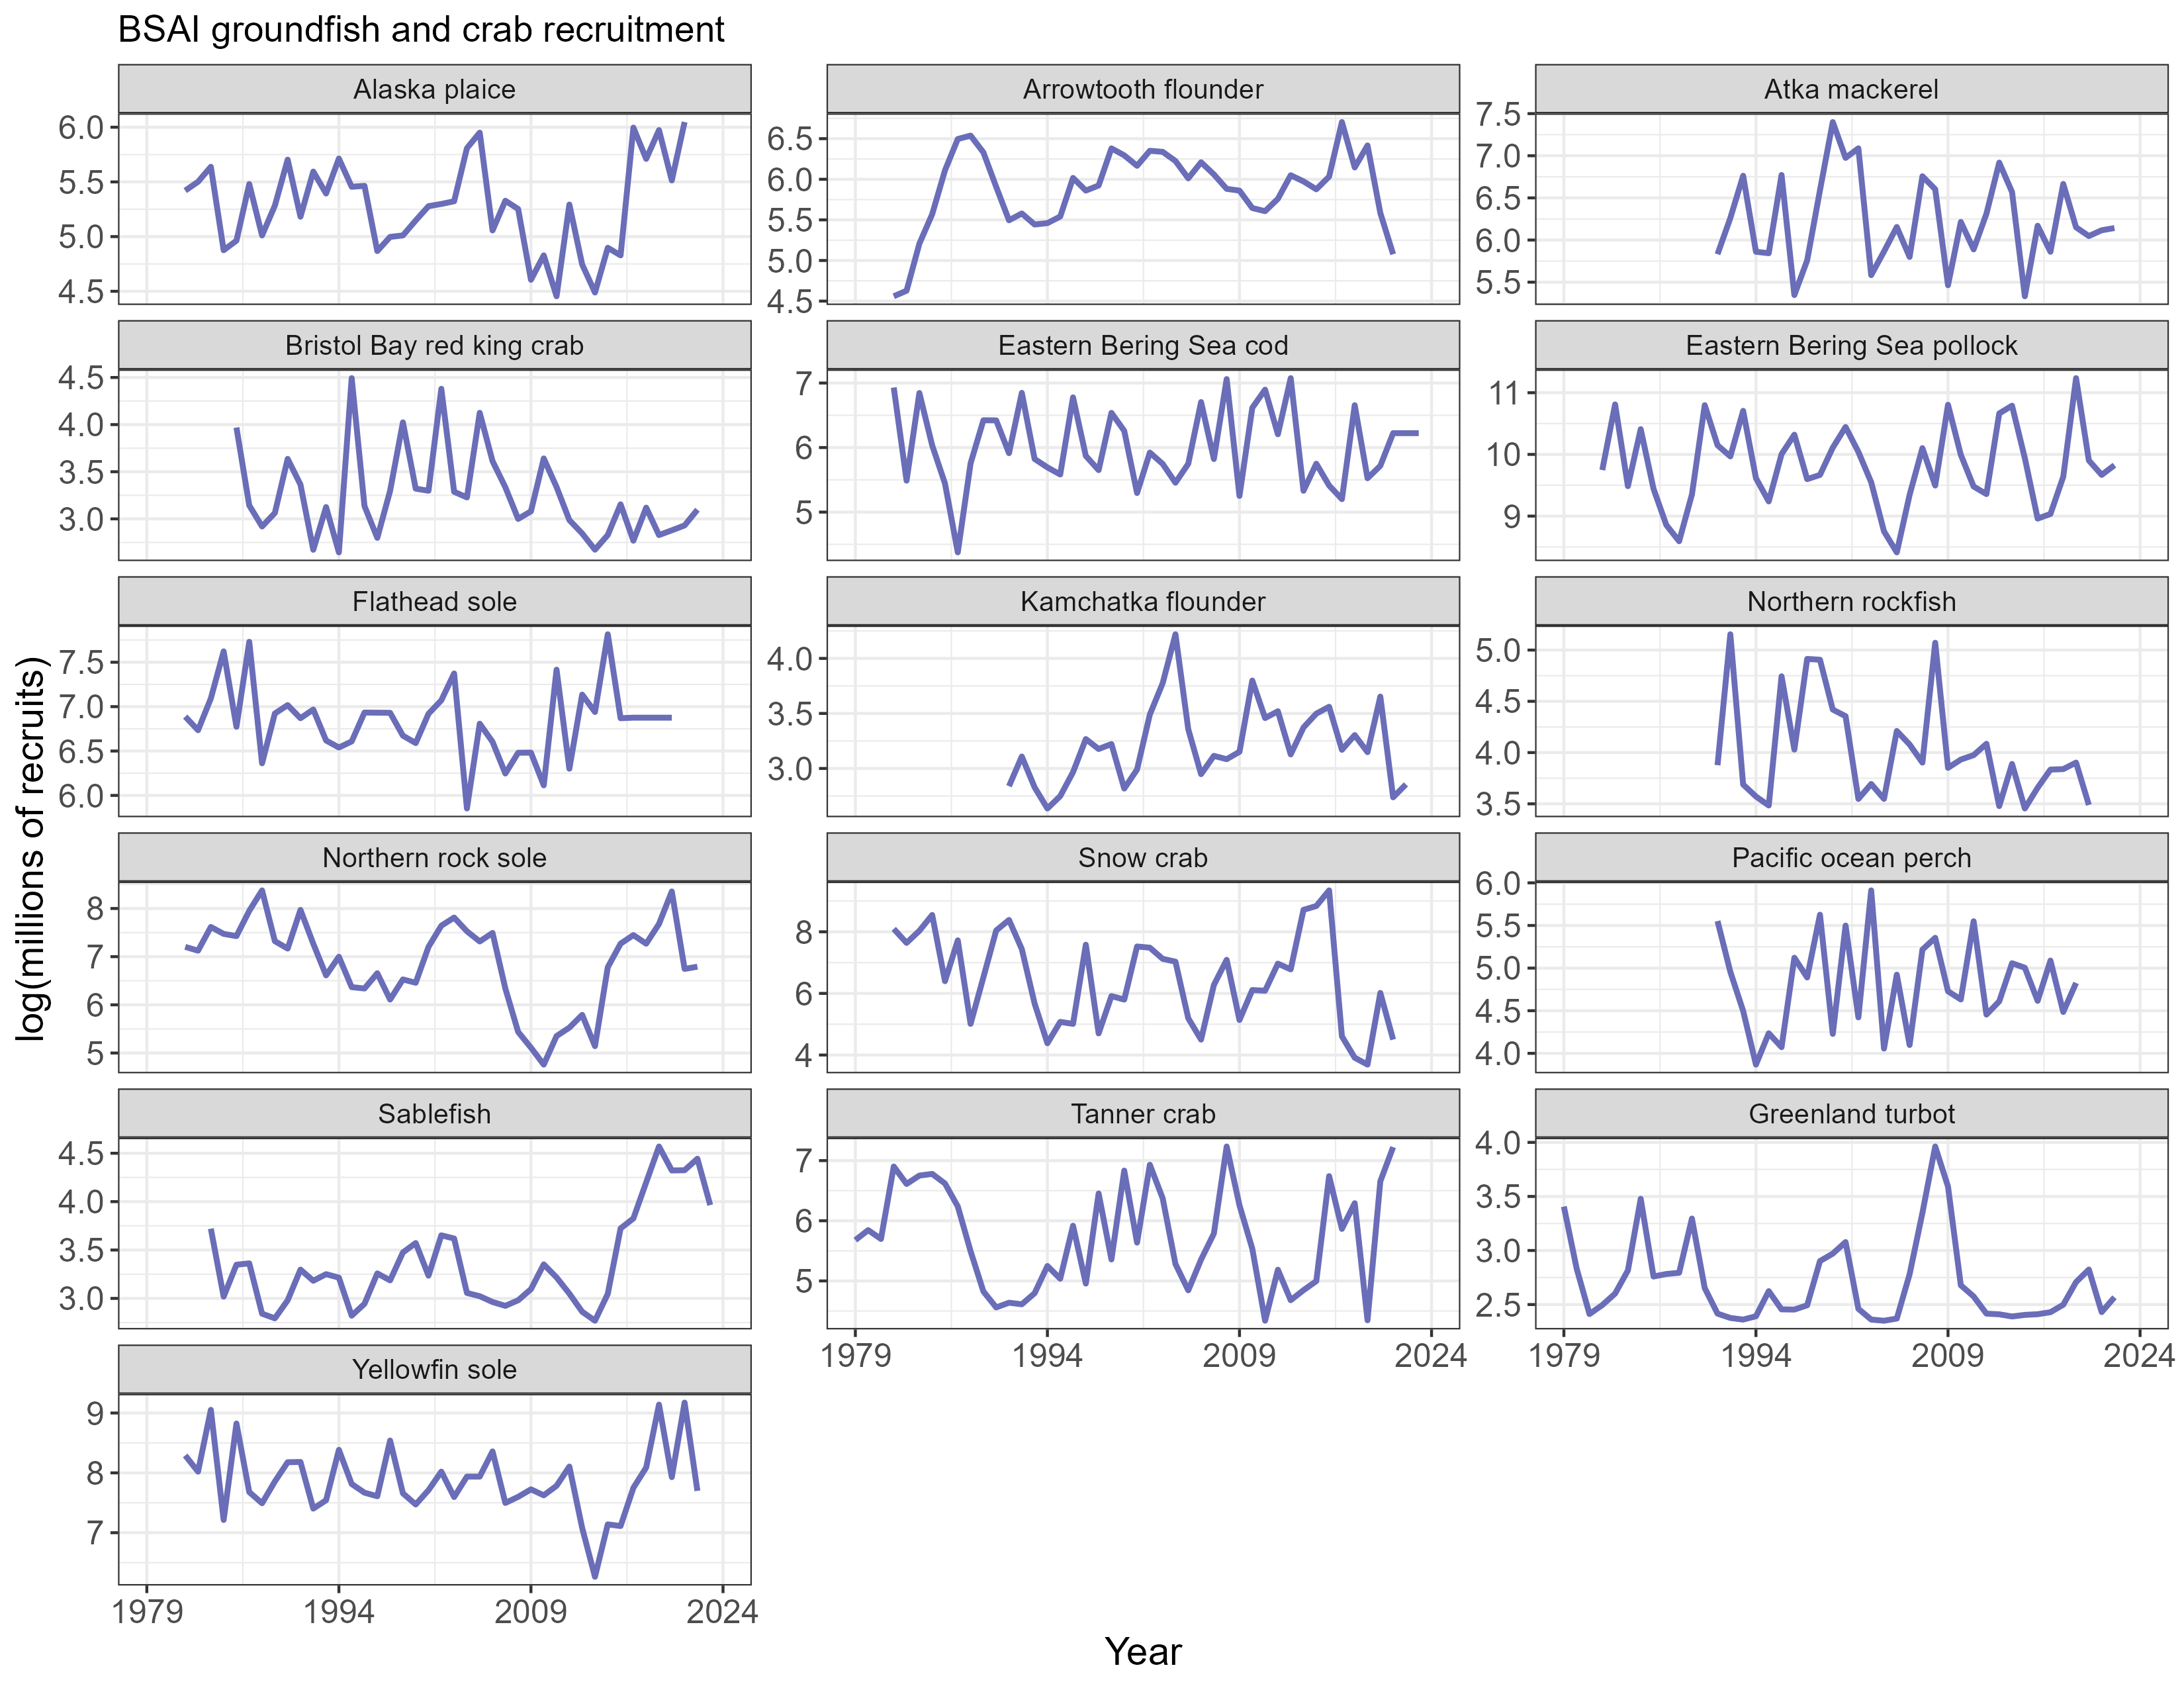 BSAI groundfish and crab recruitment
Alaska plaice
Arrowtooth flounder
Atka mackerel
6.0
5.5
5.0
4.5
6.5
6.0
5.5
5.0
4.5
7.5
7.0
6.5
6.0
5.5
Bristol Bay red king crab
Eastern Bering Sea cod
Eastern Bering Sea pollock
4.5
4.0
3.5
3.0
7
6
5
11
10
9
Flathead sole
Kamchatka flounder
Northern rockfish
7.5
7.0
6.5
6.0
4.0
3.5
3.0
5.0
4.5
4.0
3.5
log(millions of recruits)
Northern rock sole
Snow crab
Pacific ocean perch
8
7
6
5
8
6
4
6.0
5.5
5.0
4.5
4.0
Sablefish
Tanner crab
Greenland turbot
4.5
4.0
3.5
3.0
7
6
5
4.0
3.5
3.0
2.5
1979 1994 2009 2024
1979 1994 2009 2024
Yellowfin sole
9
8
7
1979 1994 2009 2024
Year